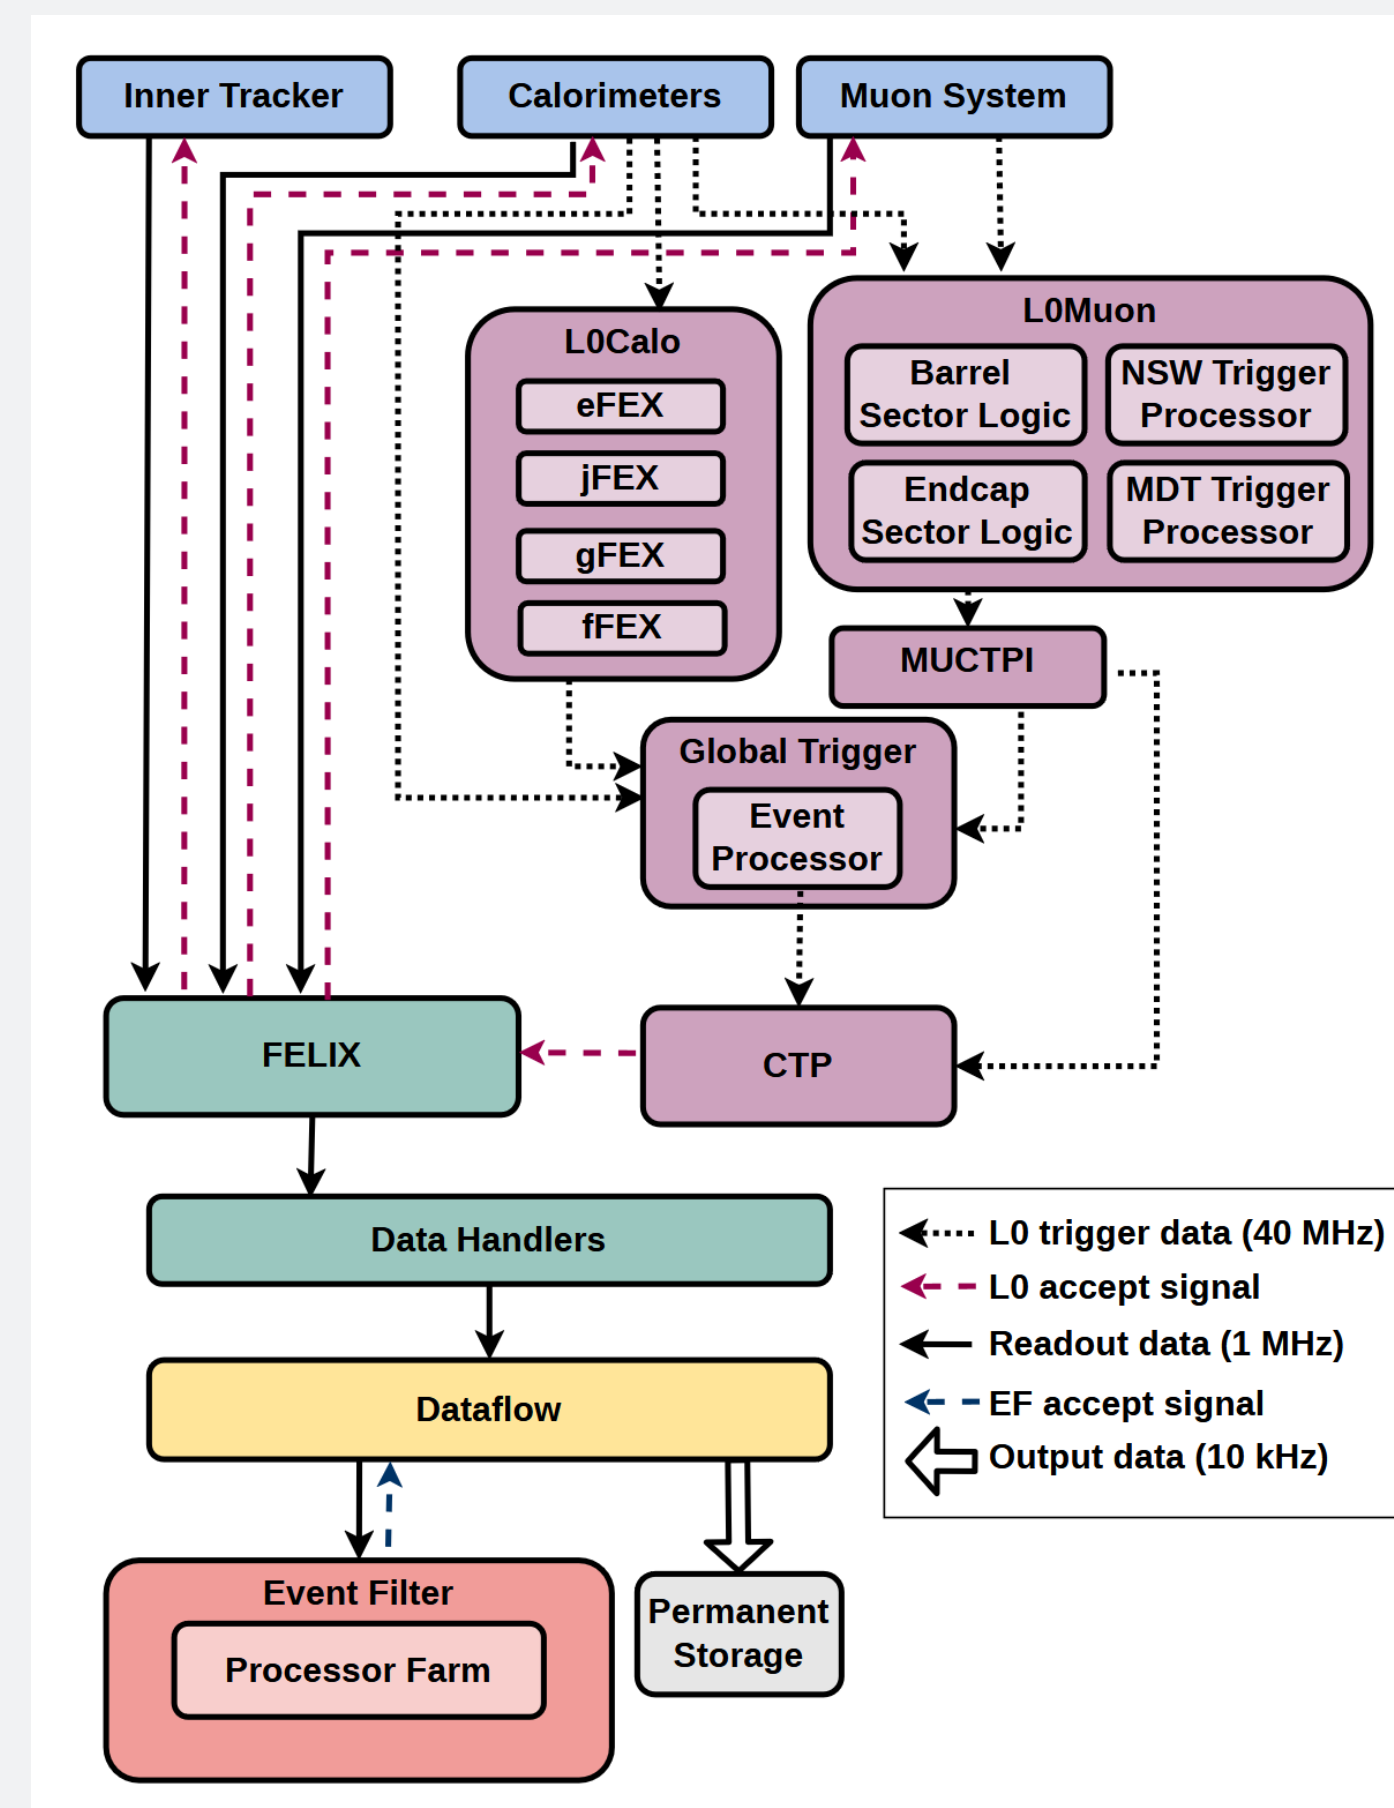 Inner Tracker
Calorimeters
Muon System
L0Calo
eFEX
jFEX
gFEX
fFEX
L0Muon
Barrel
Sector Logic
NSW Trigger
Processor
Endcap
Sector Logic
MDT Trigger
Processor
MUCTPI
Global Trigger
Event
Processor
FELIX
CTP
Data Handlers
Dataflow
Event Filter
Processor Farm
Permanent
Storage
L0 trigger data (40 MHz)
L0 accept signal
Readout data (1 MHz)
EF accept signal
Output data (10 kHz)